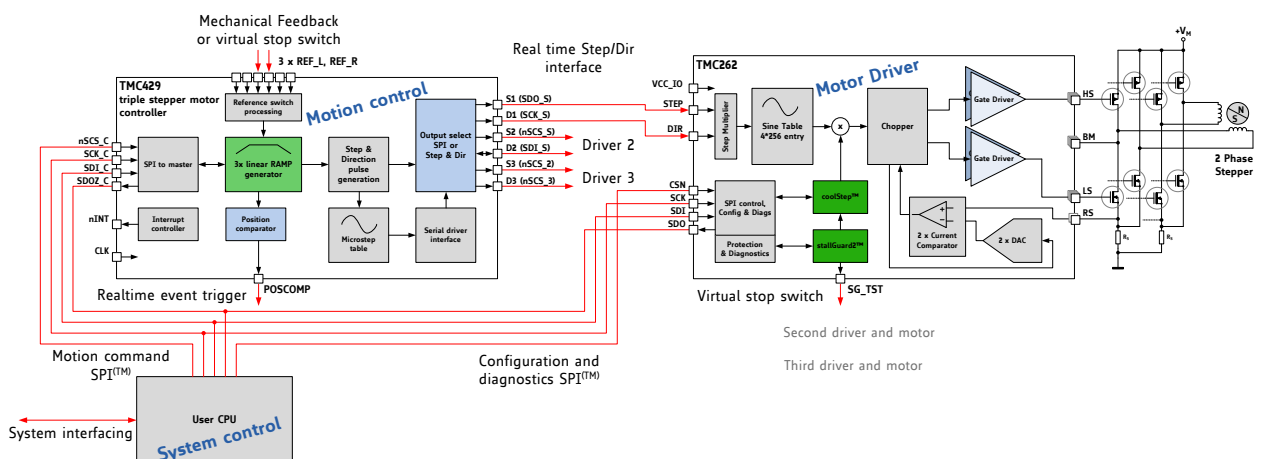 Mechanical Feedback
or virtual stop switch
3 x REF_L, REF_R
TMC429
triple stepper motor
controller
Reference switch
processing
Motion control
nSCS_C
SCK_C
SDI_C
SDOZ_C
nINT
CLK
SPI to master
3x linear RAMP
generator
Step &
Direction
pulse
generation
Output select
SPI or
Step & Dir
Interrupt
controller
Position
comparator
Microstep
table
Serial driver
interface
S1 (SDO_S)
D1 (SCK_S)
S2 (nSCS_S)
D2 (SDI_S)
S3 (nSCS_2)
D3 (nSCS_3)
Driver 2
Driver 3
Real time Step/Dir
interface
POSCOMP
Realtime event trigger
TMC262
Motor Driver
VCC_IO
STEP
DIR
CSN
SCK
SDI
SDO
Step Multiplier
Sine Table
4*256 entry
x
Chopper
Gate Driver
Gate Driver
SPI control,
Config & Diags
Protection
& Diagnostics
coolStep™
stallGuard2™
2 x Current
Comparator
2 x DAC
HS
BM
LS
RS
+VM
N
S
2 Phase
Stepper
RS
RS
SG_TST
Virtual stop switch
Second driver and motor
Third driver and motor
Motion command
SPI(TM)
Configuration and
diagnostics SPI(TM)
User CPU
System control
System interfacing